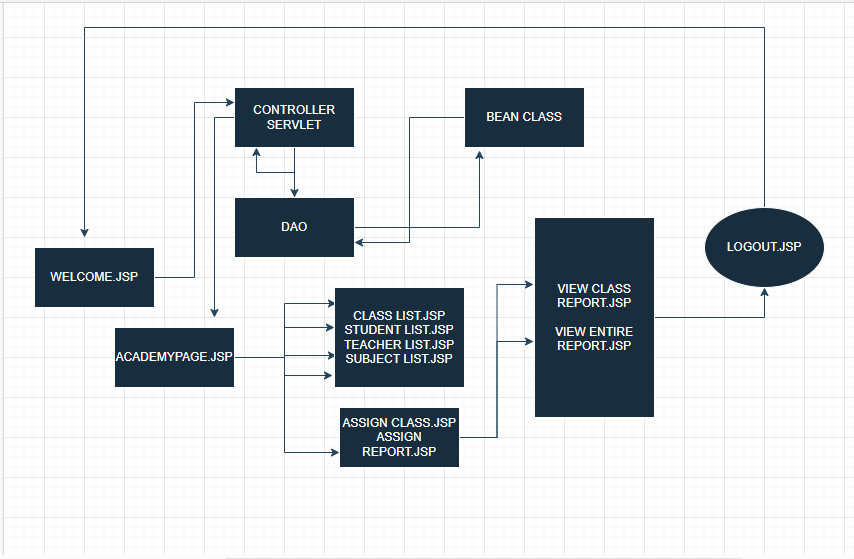 CONTROLLER
SERVLET
BEAN CLASS
DAO
WELCOME.JSP
LOGOUT.JSP
ACADEMYPAGE.JSP
CLASS LIST.JSP
STUDENT LIST.JSP
TEACHER LIST.JSP
SUBJECT LIST.JSP
VIEW CLASS
REPORT.JSP
VIEW ENTIRE
REPORT.JSP
ASSIGN CLASS.JSP
ASSIGN
REPORT.JSP